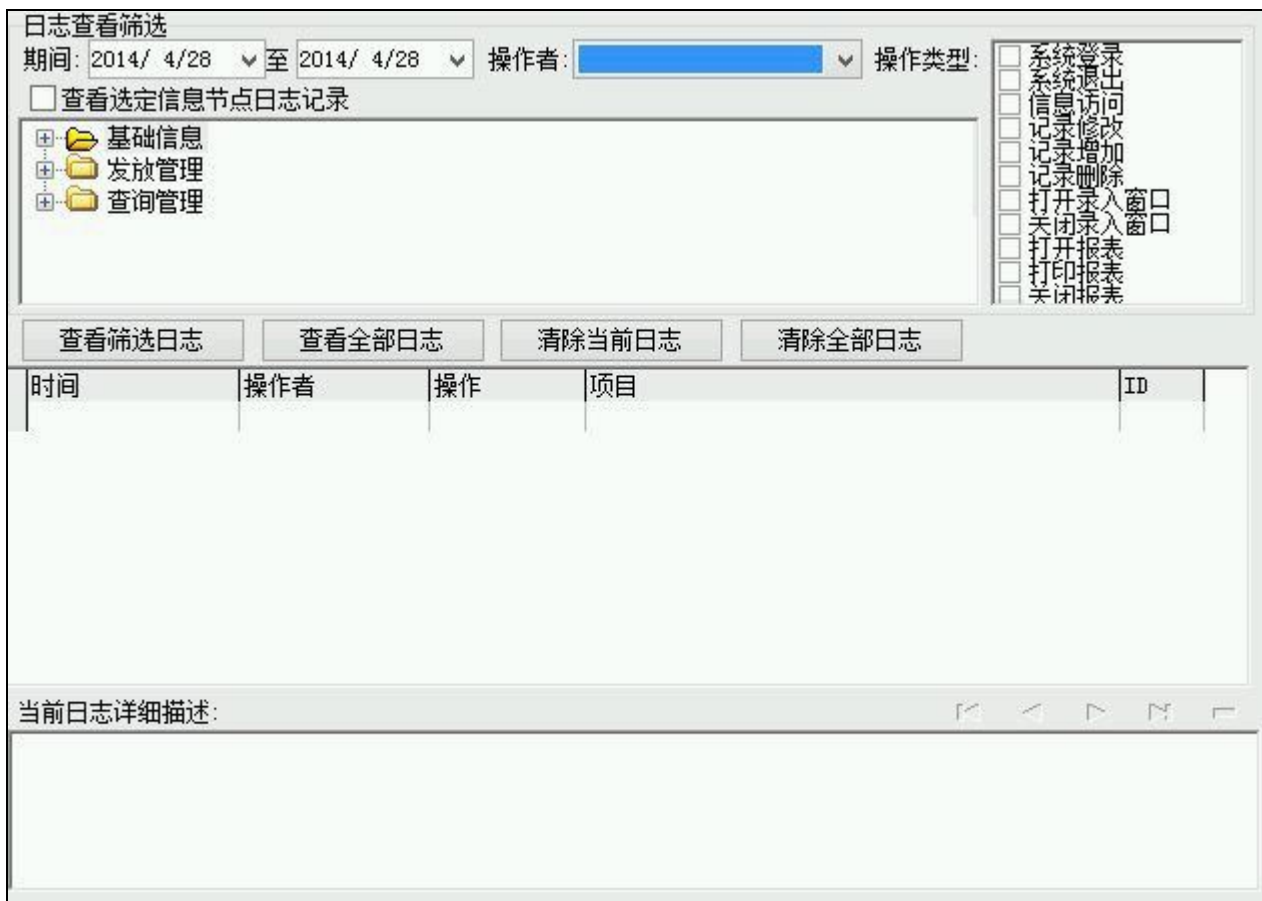 日志查看筛选
期间: 2014/ 4/28 至 2014/ 4/28 操作者: 操作类型:
系统登录
系统退出
信息访问
记录修改
记录增加
记录删除
打开录入窗口
关闭录入窗口
打开报表
打印报表
关闭报表
查看选定信息节点日志记录
基础信息
发放管理
查询管理
查看筛选日志 查看全部日志 清除当前日志 清除全部日志
时间 操作者 操作 项目 ID
当前日志详细描述: